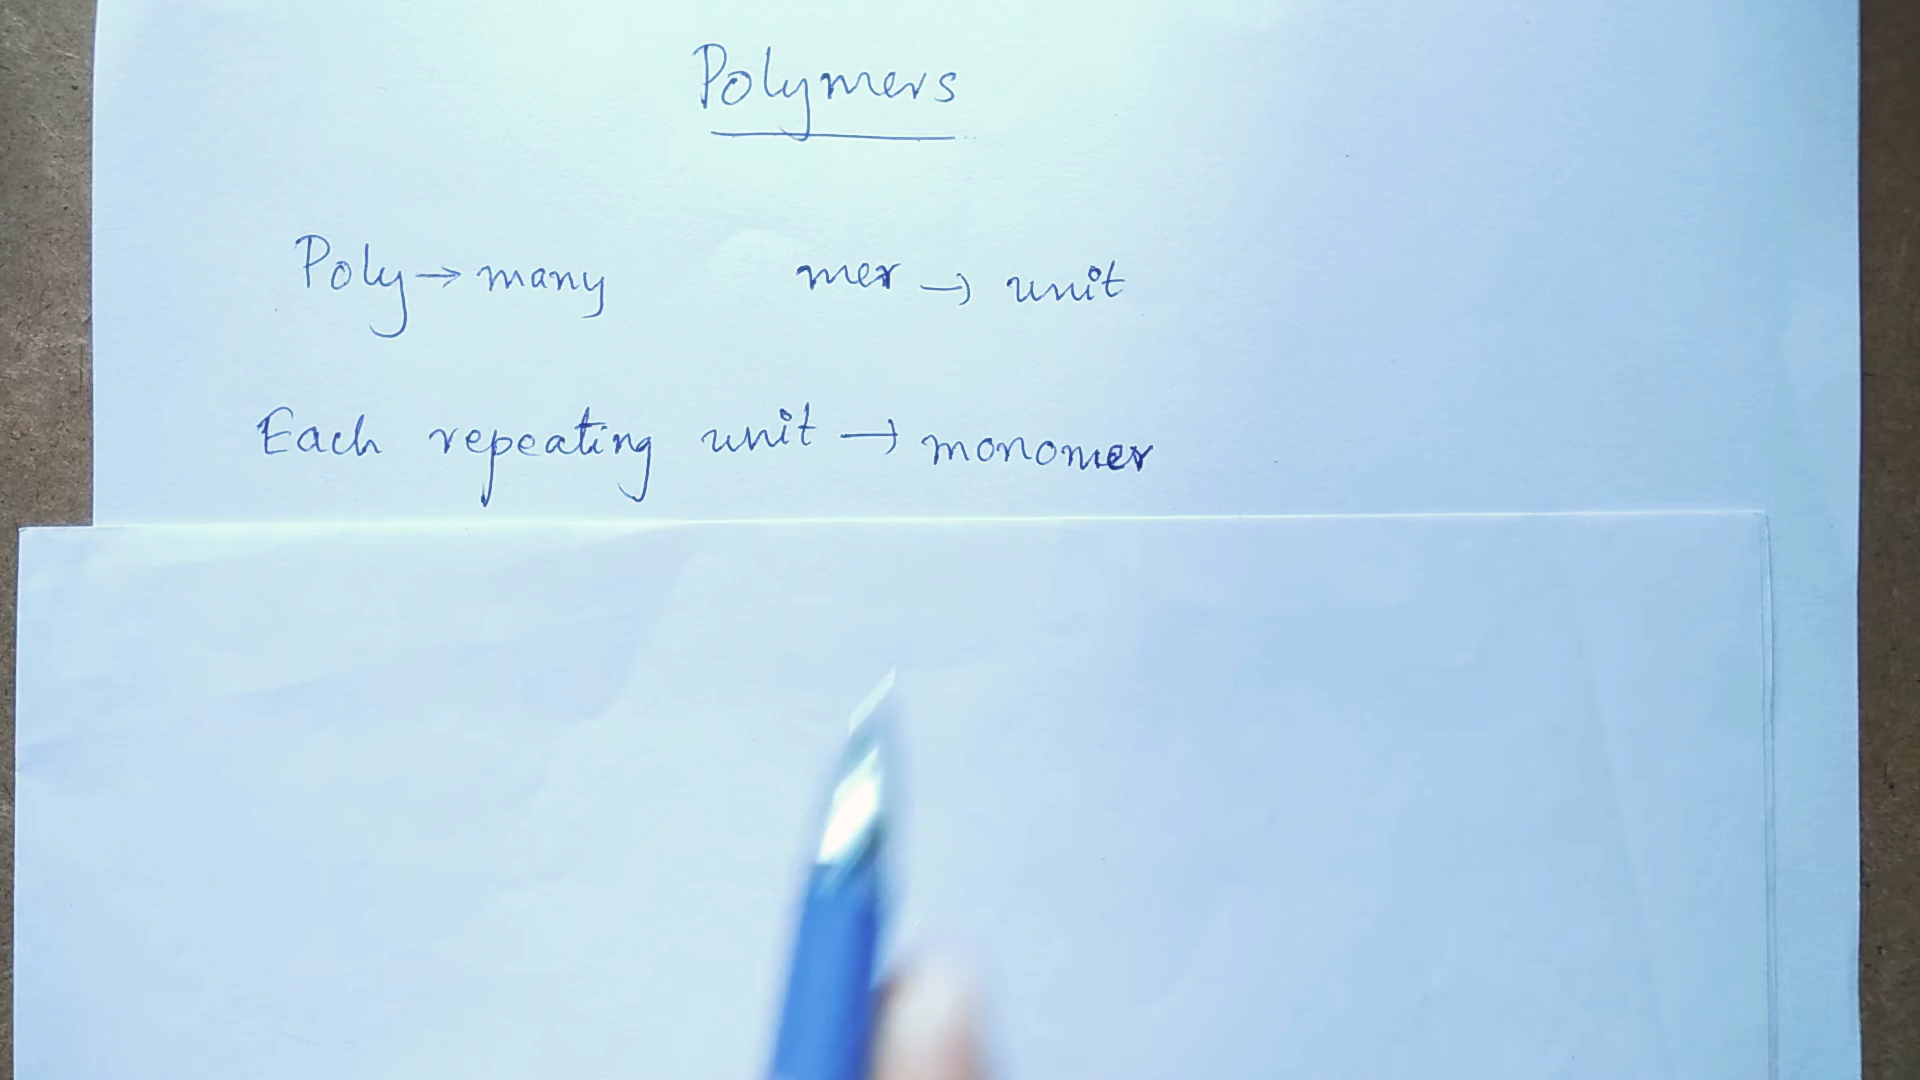 Polymers
Poly → many mer → unit
Each repeating unit → monomer